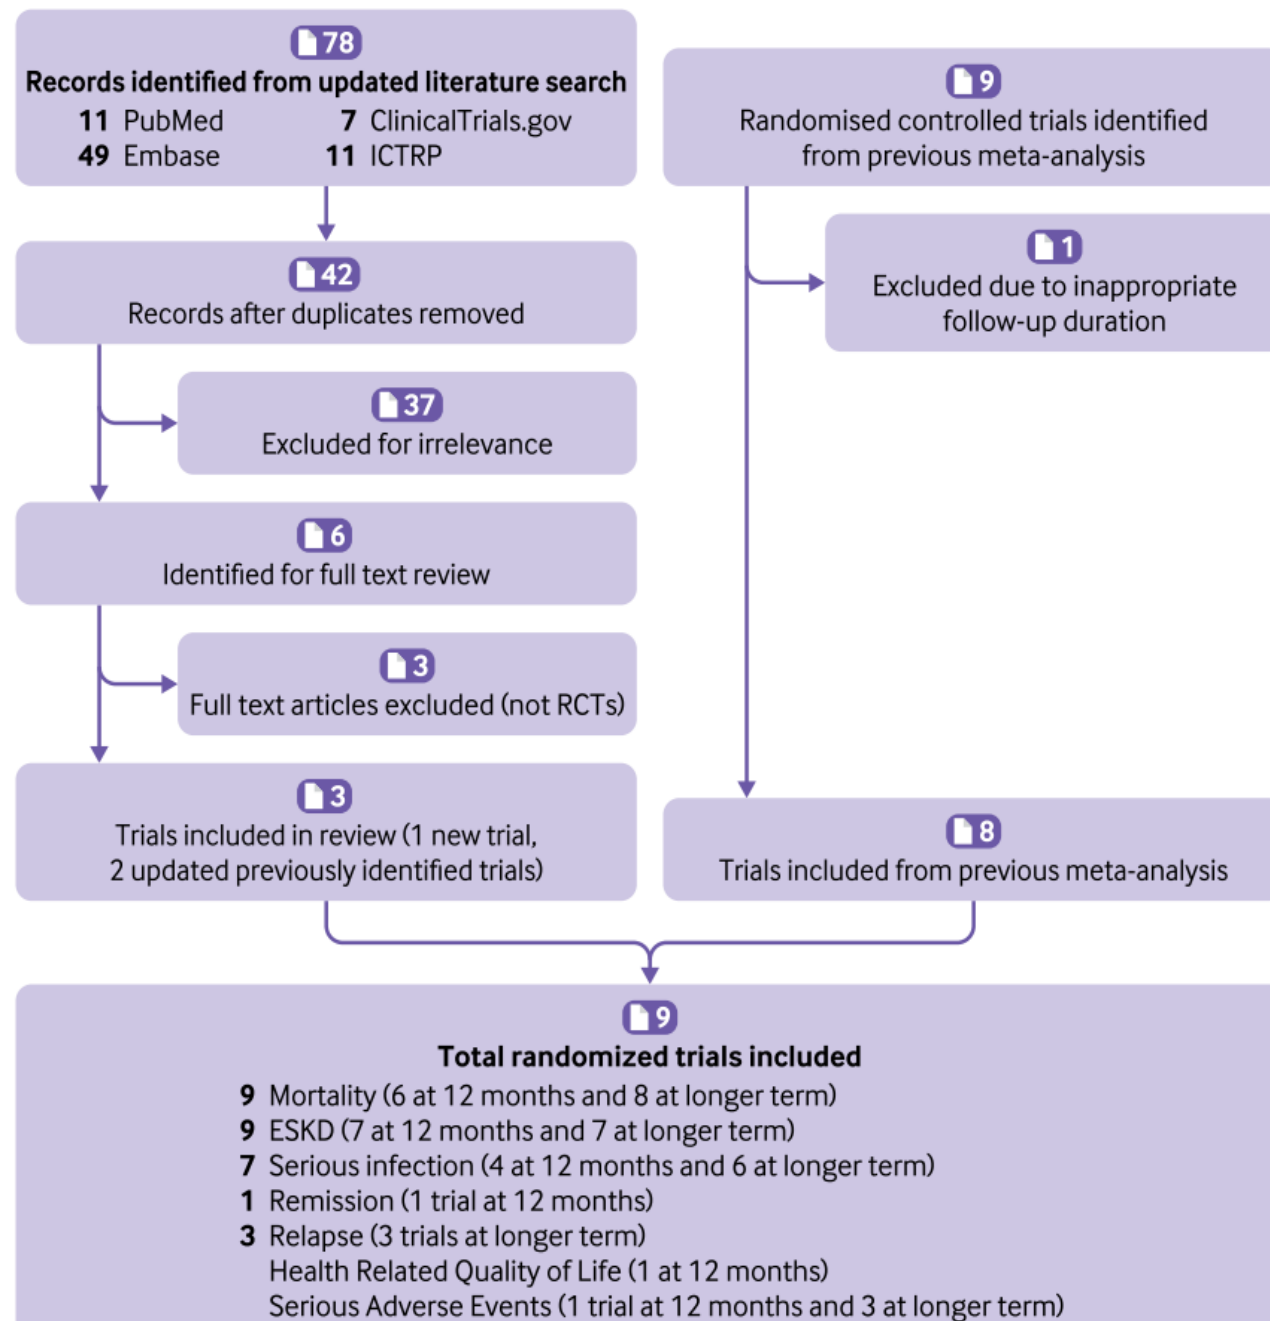 78
Records identified from updated literature search
11 PubMed 7 ClinicalTrials.gov
49 Embase 11 ICTRP
9
Randomised controlled trials identified
from previous meta-analysis
1
Excluded due to inappropriate
follow-up duration
42
Records after duplicates removed
37
Excluded for irrelevance
6
Identified for full text review
3
Full text articles excluded (not RCTs)
3
Trials included in review (1 new trial,
2 updated previously identified trials)
8
Trials included from previous meta-analysis
9
Total randomized trials included
9 Mortality (6 at 12 months and 8 at longer term)
9 ESKD (7 at 12 months and 7 at longer term)
7 Serious infection (4 at 12 months and 6 at longer term)
1 Remission (1 trial at 12 months)
3 Relapse (3 trials at longer term)
Health Related Quality of Life (1 at 12 months)
Serious Adverse Events (1 trial at 12 months and 3 at longer term)